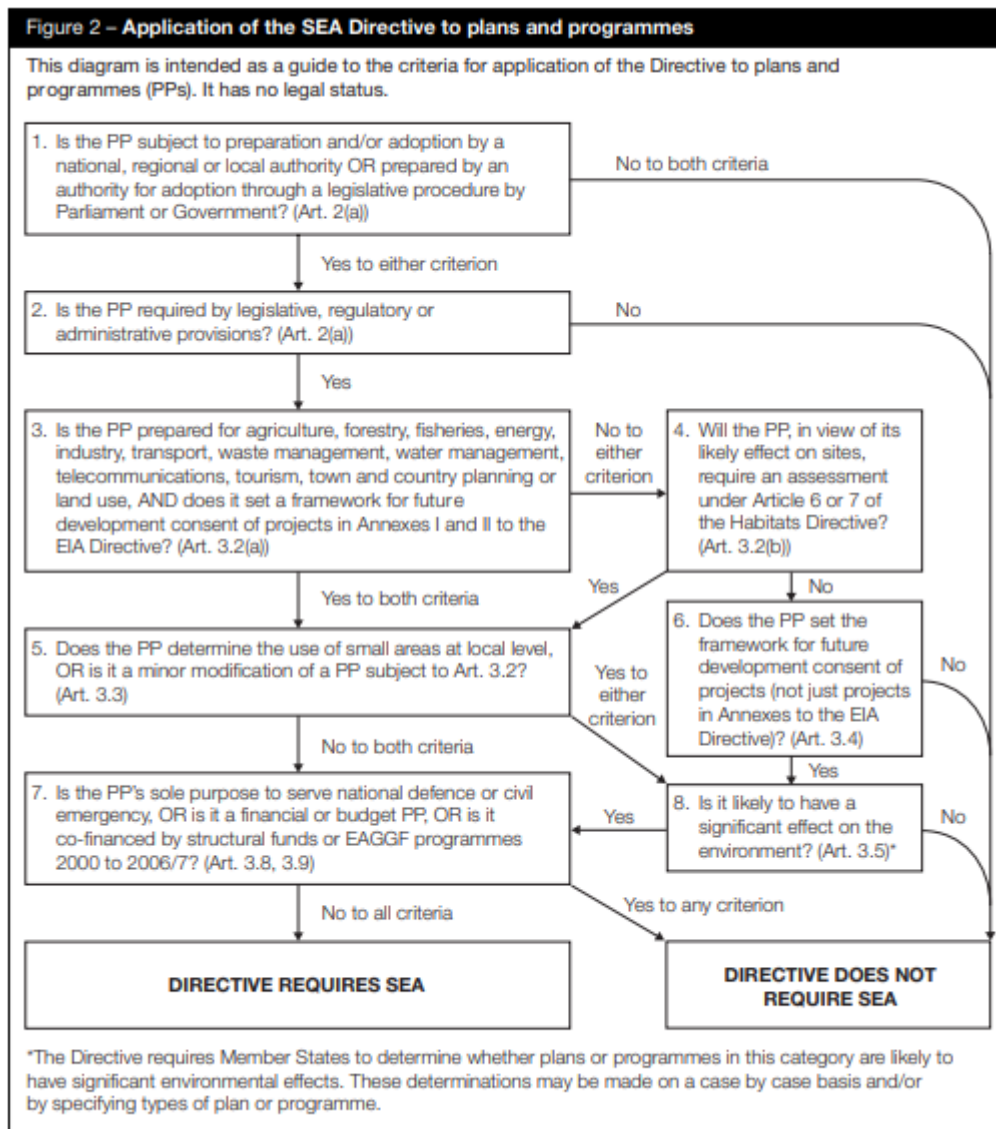 Figure 2 – Application of the SEA Directive to plans and programmes
This diagram is intended as a guide to the criteria for application of the Directive to plans and
programmes (PPs). It has no legal status.
1. Is the PP subject to preparation and/or adoption by a
national, regional or local authority OR prepared by an
authority for adoption through a legislative procedure by
Parliament or Government? (Art. 2(a))
No to both criteria
Yes to either criterion
2. Is the PP required by legislative, regulatory or
administrative provisions? (Art. 2(a))
No
Yes
3. Is the PP prepared for agriculture, forestry, fisheries, energy,
industry, transport, waste management, water management,
telecommunications, tourism, town and country planning or
land use, AND does it set a framework for future
development consent of projects in Annexes I and II to the
EIA Directive? (Art. 3.2(a))
No to
either
criterion
4. Will the PP, in view of its
likely effect on sites,
require an assessment
under Article 6 or 7 of
the Habitats Directive?
(Art. 3.2(b))
Yes to both criteria
Yes
No
5. Does the PP determine the use of small areas at local level,
OR is it a minor modification of a PP subject to Art. 3.2?
(Art. 3.3)
Yes to
either
criterion
6. Does the PP set the
framework for future
development consent of
projects (not just projects
in Annexes to the EIA
Directive)? (Art. 3.4)
No
No to both criteria
Yes
7. Is the PP's sole purpose to serve national defence or civil
emergency, OR is it a financial or budget PP, OR is it
co-financed by structural funds or EAGGF programmes
2000 to 2006/7? (Art. 3.8, 3.9)
Yes
8. Is it likely to have a
significant effect on the
environment? (Art. 3.5)*
No
No to all criteria
Yes to any criterion
DIRECTIVE REQUIRES SEA
DIRECTIVE DOES NOT
REQUIRE SEA
*The Directive requires Member States to determine whether plans or programmes in this category are likely to
have significant environmental effects. These determinations may be made on a case by case basis and/or
by specifying types of plan or programme.